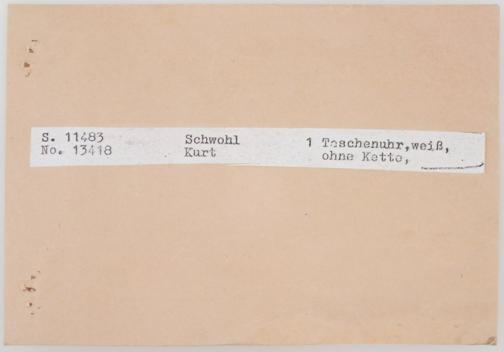 S. 11483 Schwohl 1 Taschenuhr,weiß,
No. 13418 Kurt ohne Kette,